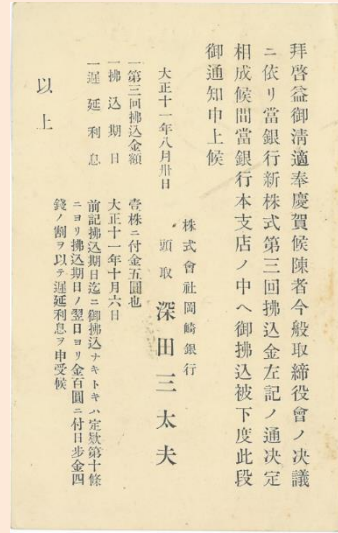 拜啓益御淸適奉慶賀候陳者今般取締役會ノ决議
ニ依リ當銀行新株式第三回拂込金左記ノ通决定
相成候間當銀行本支店ノ中へ御拂込被下度此段
御通知申上候
大正十一年八月卅日
株式會社岡崎銀行
頭取 深田三太夫
一第三回拂込金額 壹株ニ付金五圓也
一拂込期日 大正十一年十月六日
一遲延利息 前記拂込期日迄ニ御拂込ナキトキハ定欵第十條
ニヨリ拂込期日ノ翌日ヨリ金百圓ニ付日步金四
錢ノ割ヲ以テ遲延利息ヲ申受候
以上